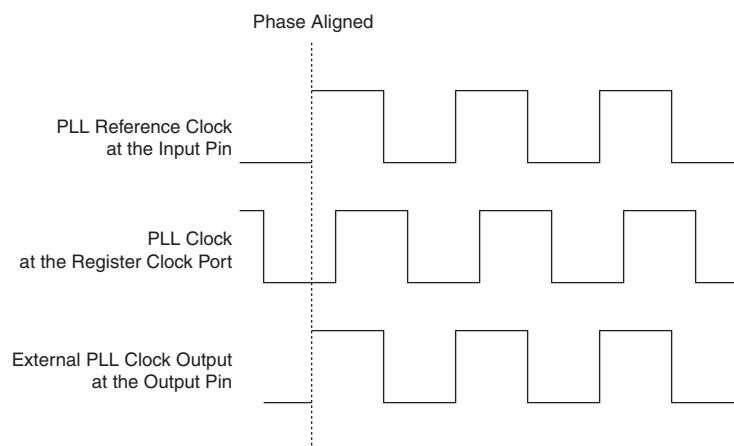 Phase Aligned
PLL Reference Clock
at the Input Pin
PLL Clock
at the Register Clock Port
External PLL Clock Output
at the Output Pin